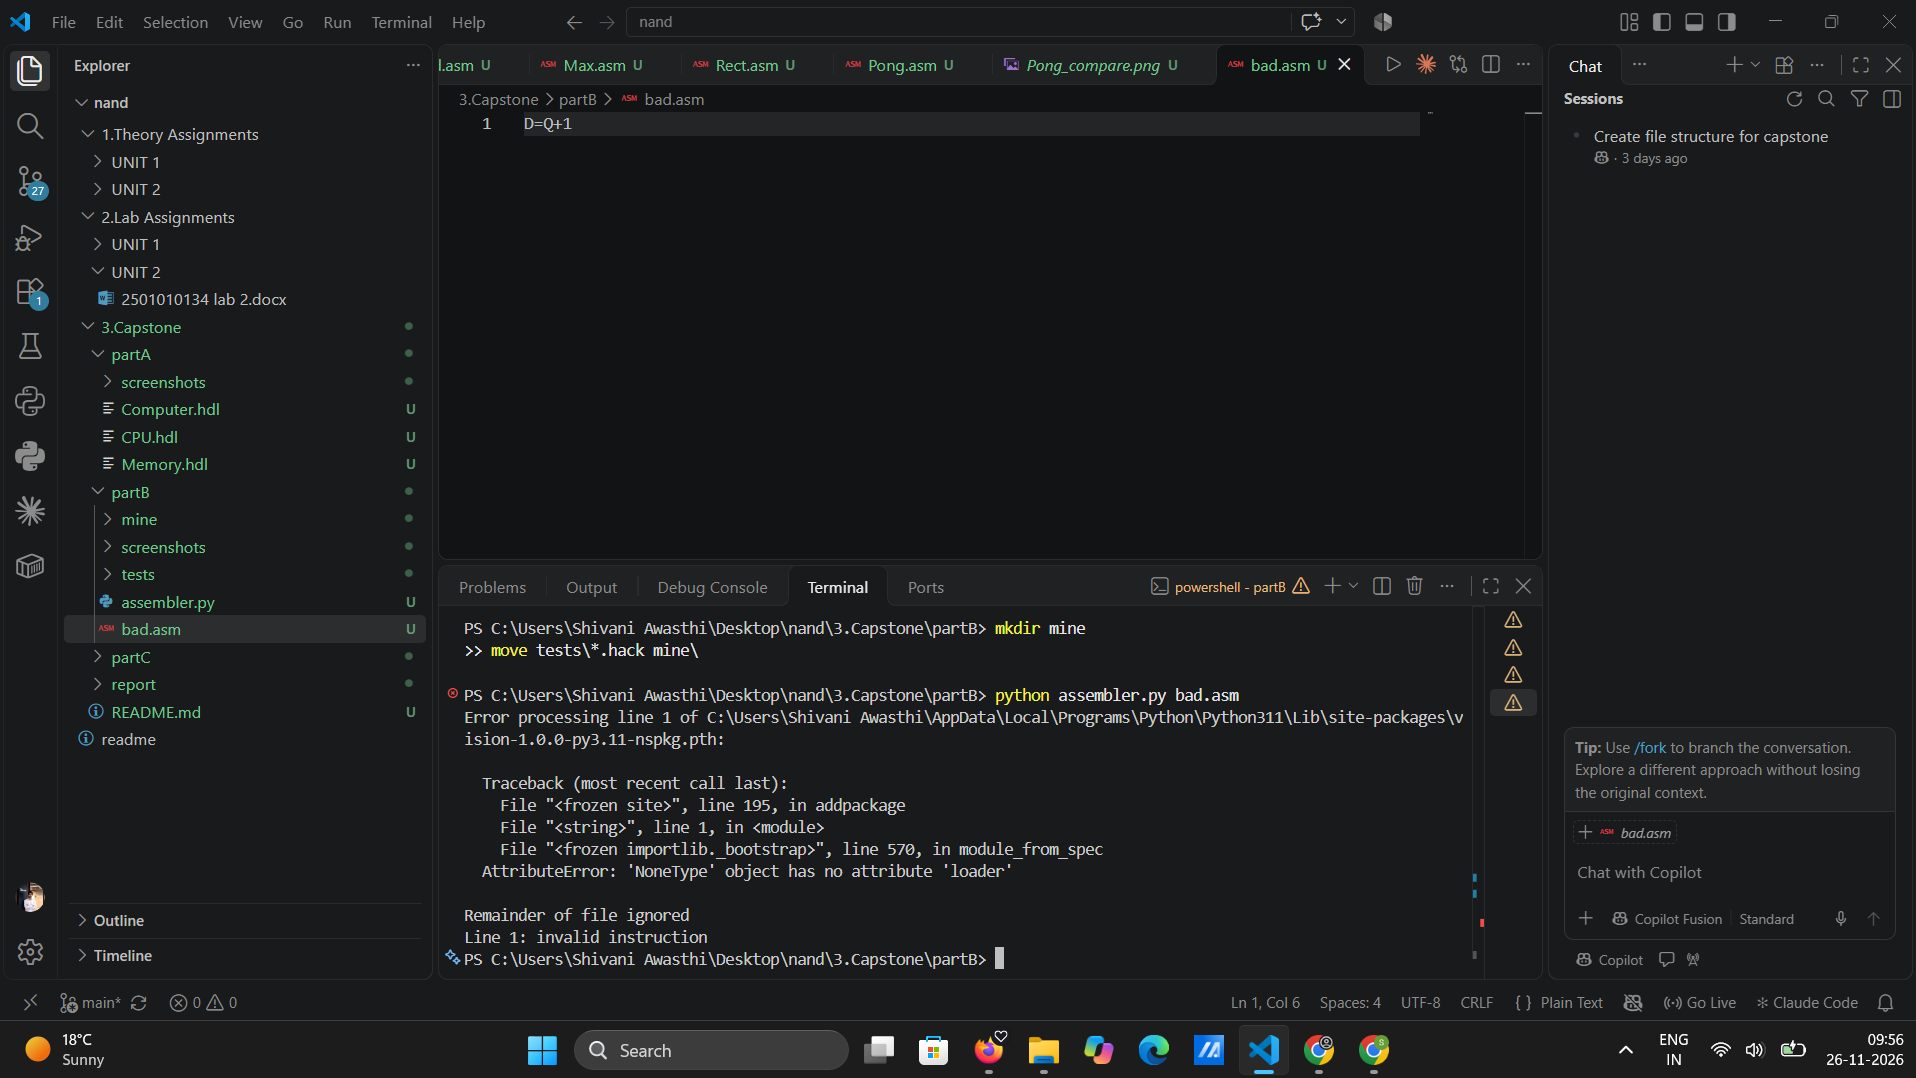 File Edit Selection View Go Run Terminal Help
nand
Explorer
nand
1.Theory Assignments
UNIT 1
UNIT 2
2.Lab Assignments
UNIT 1
UNIT 2
2501010134 lab 2.docx
3.Capstone
partA
screenshots
Computer.hdl U
CPU.hdl U
Memory.hdl U
partB
mine
screenshots
tests
assembler.py U
ASM bad.asm U
partC
report
README.md U
readme
Outline
Timeline
27
1
l.asm U ASM Max.asm U ASM Rect.asm U ASM Pong.asm U Pong_compare.png U ASM bad.asm U
3.Capstone > partB > ASM bad.asm
1 D=Q+1
Problems Output Debug Console Terminal Ports
powershell - partB
PS C:\Users\Shivani Awasthi\Desktop\nand\3.Capstone\partB> mkdir mine
>> move tests\*.hack mine\
PS C:\Users\Shivani Awasthi\Desktop\nand\3.Capstone\partB> python assembler.py bad.asm
Error processing line 1 of C:\Users\Shivani Awasthi\AppData\Local\Programs\Python\Python311\Lib\site-packages\v
ision-1.0.0-py3.11-nspkg.pth:
Traceback (most recent call last):
File "<frozen site>", line 195, in addpackage
File "<string>", line 1, in <module>
File "<frozen importlib._bootstrap>", line 570, in module_from_spec
AttributeError: 'NoneType' object has no attribute 'loader'
Remainder of file ignored
Line 1: invalid instruction
PS C:\Users\Shivani Awasthi\Desktop\nand\3.Capstone\partB>
Chat
Sessions
Create file structure for capstone
· 3 days ago
Tip: Use /fork to branch the conversation.
Explore a different approach without losing
the original context.
ASM bad.asm
Chat with Copilot
Copilot Fusion Standard
Copilot
main* 0 0
Ln 1, Col 6 Spaces: 4 UTF-8 CRLF { } Plain Text Go Live Claude Code
18°C
Sunny
Search
ENG
IN
09:56
26-11-2026